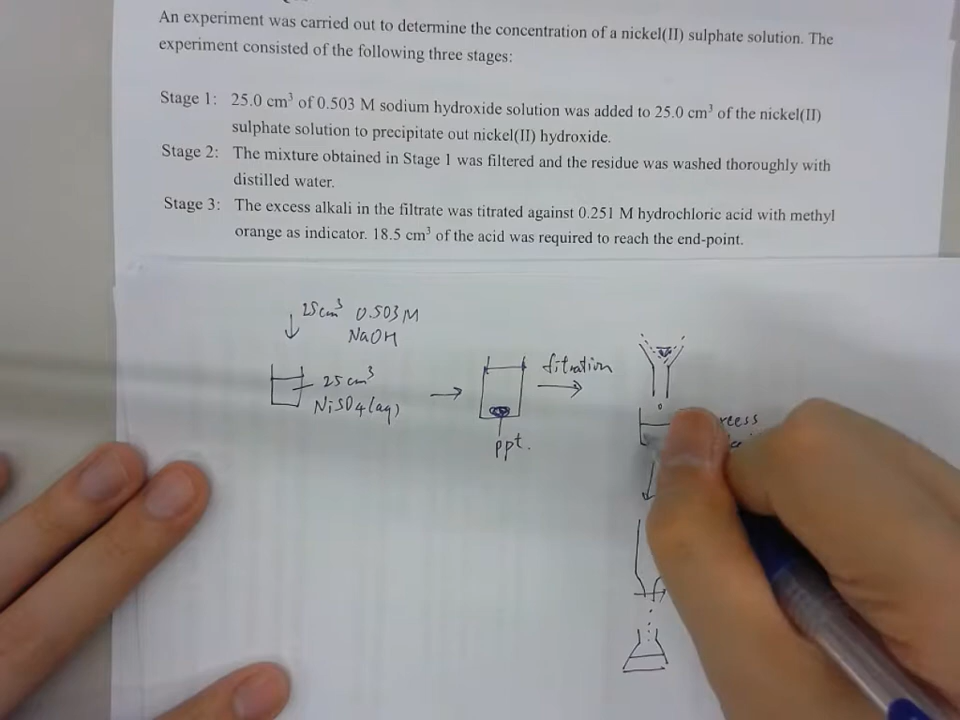 An experiment was carried out to determine the concentration of a nickel(II) sulphate solution. The
experiment consisted of the following three stages:
Stage 1: 25.0 cm³ of 0.503 M sodium hydroxide solution was added to 25.0 cm³ of the nickel(II)
sulphate solution to precipitate out nickel(II) hydroxide.
Stage 2: The mixture obtained in Stage 1 was filtered and the residue was washed thoroughly with
distilled water.
Stage 3: The excess alkali in the filtrate was titrated against 0.251 M hydrochloric acid with methyl
orange as indicator. 18.5 cm³ of the acid was required to reach the end-point.
25cm³ 0.503M
NaOH
25cm³
NiSO4(aq)
ppt.
filtration